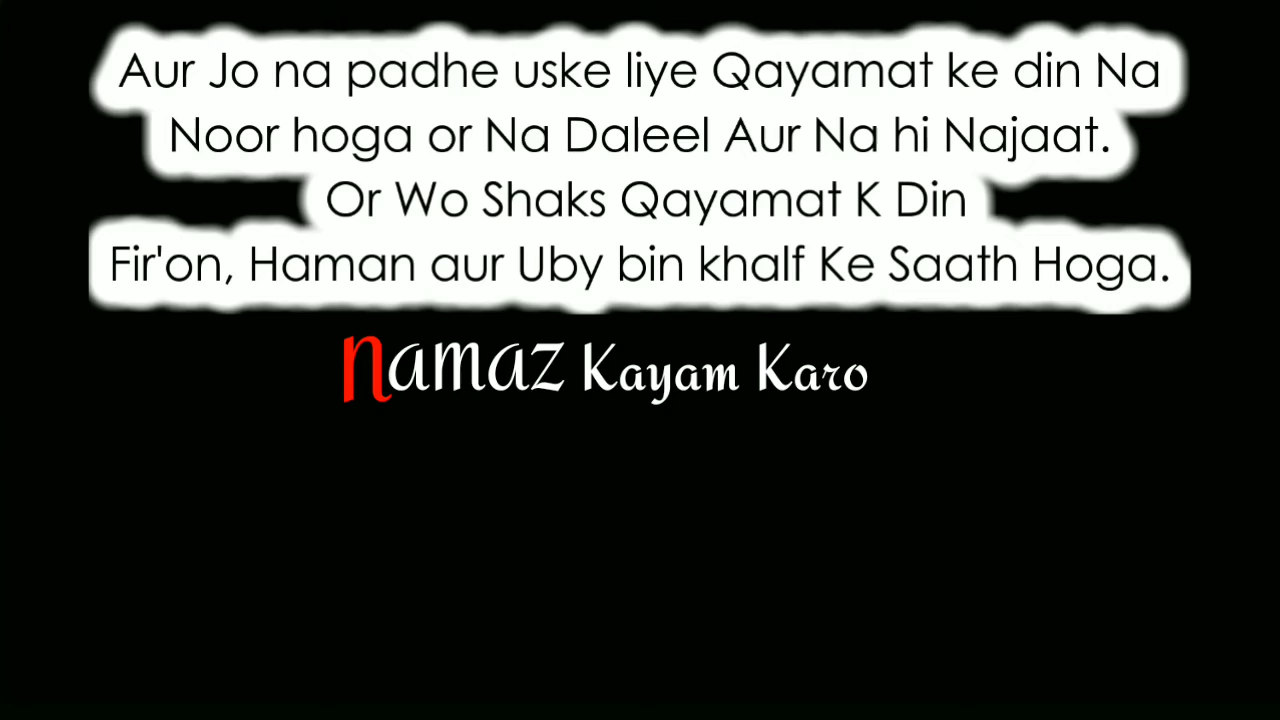 Aur Jo na padhe uske liye Qayamat ke din Na
Noor hoga or Na Daleel Aur Na hi Najaat.
Or Wo Shaks Qayamat K Din
Fir'on, Haman aur Uby bin khalf Ke Saath Hoga.
Namaz Kayam Karo